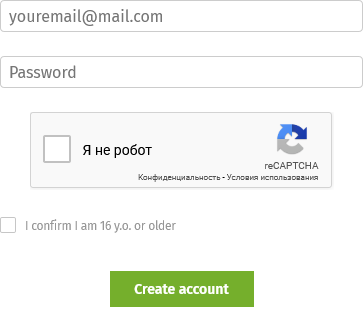 youremail@mail.com
Password
Я не робот
reCAPTCHA
Конфиденциальность - Условия использования
I confirm I am 16 y.o. or older
Create account